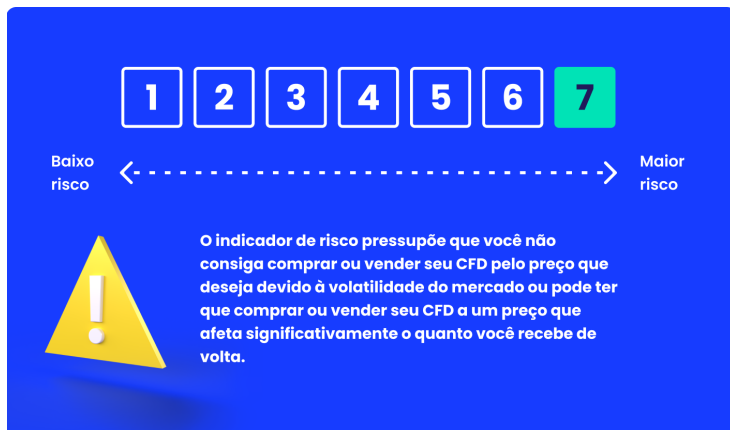 1 2 3 4 5 6 7
Baixo
risco
Maior
risco
O indicador de risco pressupõe que você não
consiga comprar ou vender seu CFD pelo preço que
deseja devido à volatilidade do mercado ou pode ter
que comprar ou vender seu CFD a um preço que
afeta significativamente o quanto você recebe de
volta.